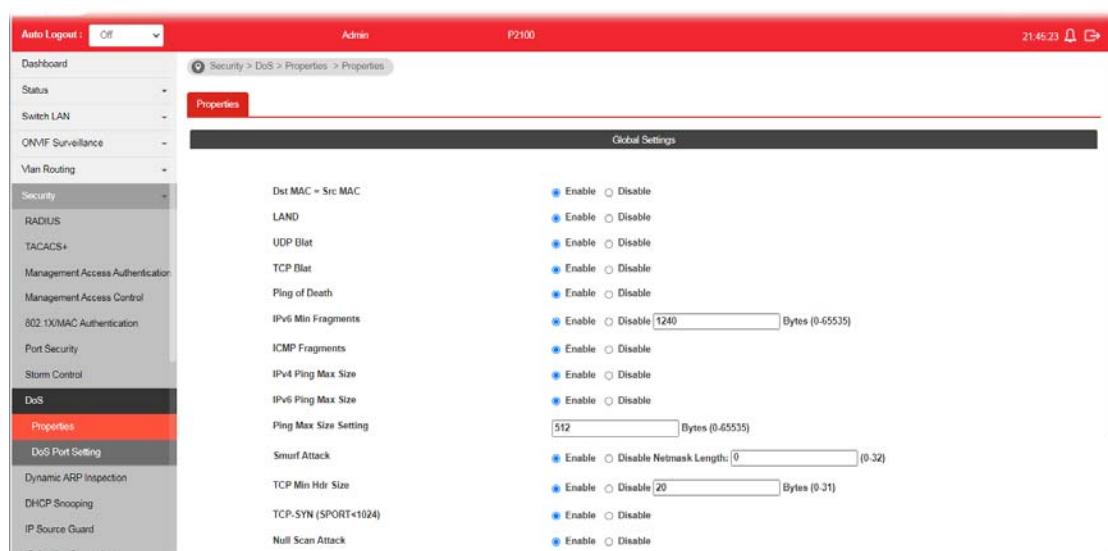 Auto Logout : Off Admin P2100 21:45:23
Dashboard
Status
Switch LAN
ONVIF Surveillance
Vlan Routing
Security
RADIUS
TACACS+
Management Access Authentication
Management Access Control
802.1X/MAC Authentication
Port Security
Storm Control
DoS
Properties
DoS Port Setting
Dynamic ARP Inspection
DHCP Snooping
IP Source Guard
Security > DoS > Properties > Properties
Properties
Global Settings
Dst MAC = Src MAC Enable Disable
LAND Enable Disable
UDP Blat Enable Disable
TCP Blat Enable Disable
Ping of Death Enable Disable
IPv6 Min Fragments Enable Disable 1240 Bytes (0-65535)
ICMP Fragments Enable Disable
IPv4 Ping Max Size Enable Disable
IPv6 Ping Max Size Enable Disable
Ping Max Size Setting 512 Bytes (0-65535)
Smurf Attack Enable Disable Netmask Length: 0 (0-32)
TCP Min Hdr Size Enable Disable 20 Bytes (0-31)
TCP-SYN (SPORT<1024) Enable Disable
Null Scan Attack Enable Disable